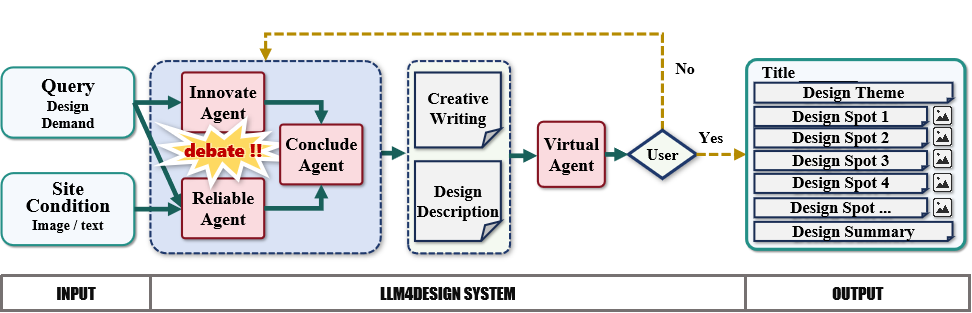 Query
Design
Demand
Site
Condition
Image / text
Innovate
Agent
debate !!
Reliable
Agent
Conclude
Agent
Creative
Writing
Design
Description
Virtual
Agent
User
No
Yes
Title
Design Theme
Design Spot 1
Design Spot 2
Design Spot 3
Design Spot 4
Design Spot ...
Design Summary
INPUT
LLM4DESIGN SYSTEM
OUTPUT